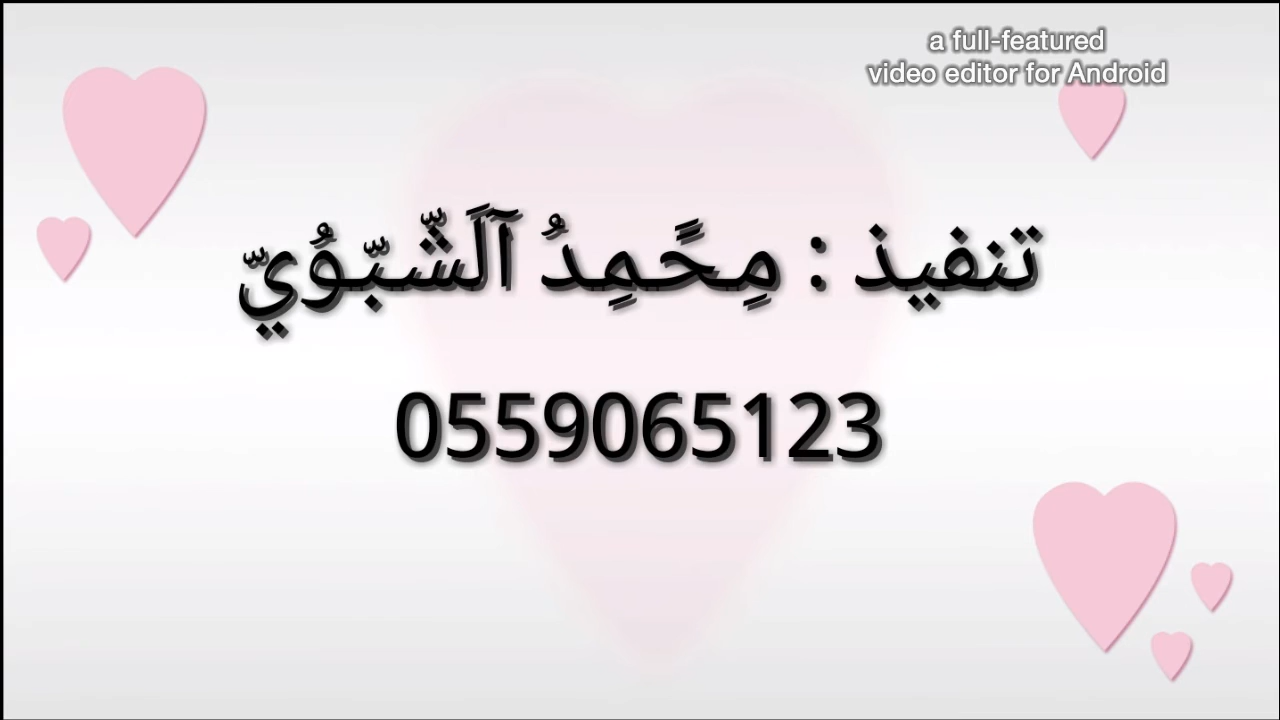 a full-featured
video editor for Android
تنفيذ : مِحًمِدُ آلَشّبّوُيّ
0559065123